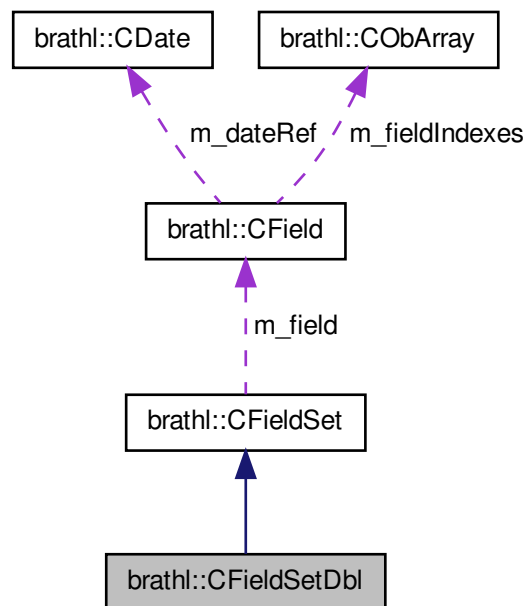 brathl::CDate
brathl::CObArray
m_dateRef
m_fieldIndexes
brathl::CField
m_field
brathl::CFieldSet
brathl::CFieldSetDbl